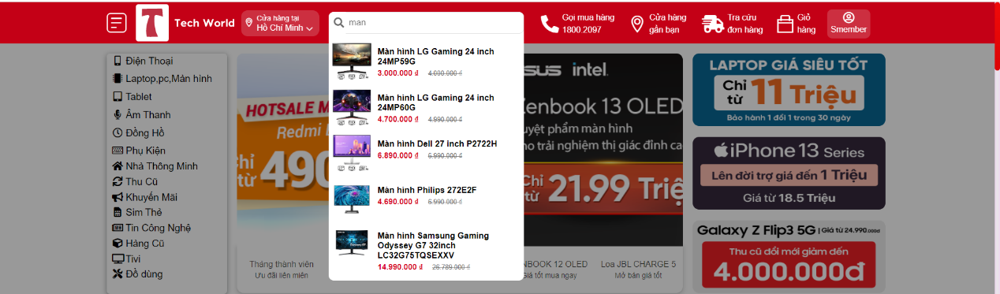 T Tech World
Cửa hàng tại
Hồ Chí Minh
man
Gọi mua hàng
1800.2097
Cửa hàng
gần bạn
Tra cứu
đơn hàng
Giỏ
hàng
Smember
Điện Thoại
Laptop,pc,Màn hình
Tablet
Âm Thanh
Đồng Hồ
Phụ Kiện
Nhà Thông Minh
Thu Cũ
Khuyến Mãi
Sim Thẻ
Tin Công Nghệ
Hàng Cũ
Tivi
Đồ dùng
HOTSALE M
Redmi
hỉ
từ 490
Tháng thành viên
Ưu đãi liên miên
Màn hình LG Gaming 24 inch
24MP59G
3.000.000 ₫ 4.000.000 ₫
Màn hình LG Gaming 24 inch
24MP60G
4.700.000 ₫ 4.990.000 ₫
Màn hình Dell 27 inch P2722H
6.890.000 ₫ 6.990.000 ₫
Màn hình Philips 272E2F
4.690.000 ₫ 6.990.000 ₫
Màn hình Samsung Gaming
Odyssey G7 32inch
LC32G75TQSEXXV
14.990.000 ₫ 26.789.000 ₫
SUS intel.
enbook 13 OLED
uyệt phẩm màn hình
ho trải nghiệm thị giác đỉnh ca
Chỉ
từ 21.99 Triệ
NBOOK 12 OLED
Giá tốt mua ngay
Loa JBL CHARGE 5
Mở bán giá tốt
LAPTOP GIÁ SIÊU TỐT
Chỉ
từ 11 Triệu
Bảo hành 1 đổi 1 trong 30 ngày
iPhone 13 Series
Lên đời trợ giá đến 1 Triệu
Giá từ 18.5 Triệu
Galaxy Z Flip3 5G | Giá từ 24.990.000đ
Thu cũ đổi mới giảm đến
4.000.000đ